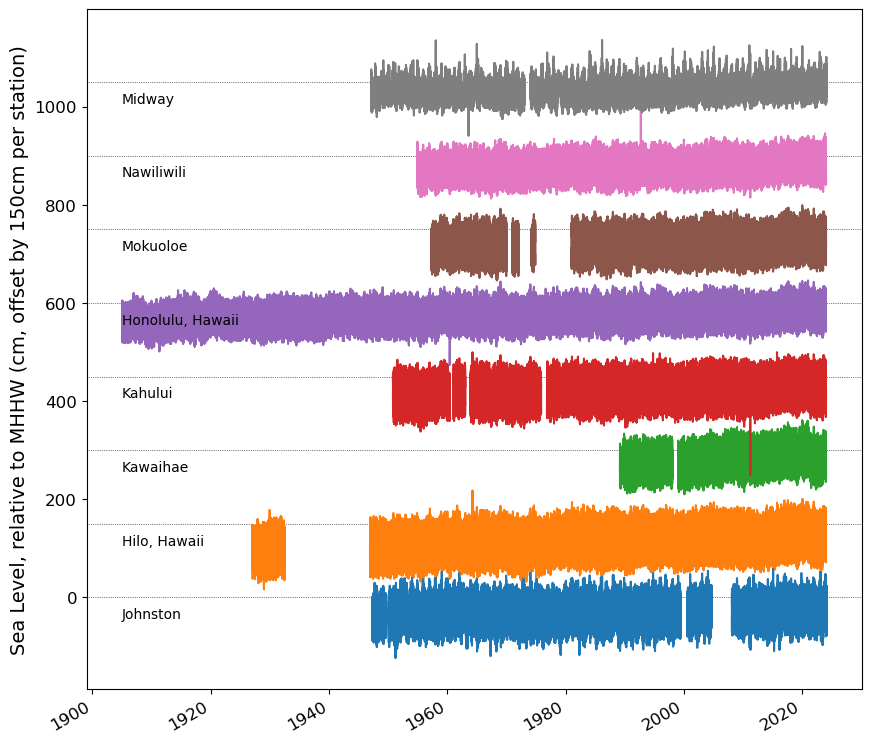 Sea Level, relative to MHHW (cm, offset by 150cm per station)
1000
800
600
400
200
0
Midway
Nawiliwili
Mokuoloe
Honolulu, Hawaii
Kahului
Kawaihae
Hilo, Hawaii
Johnston
1900 1920 1940 1960 1980 2000 2020